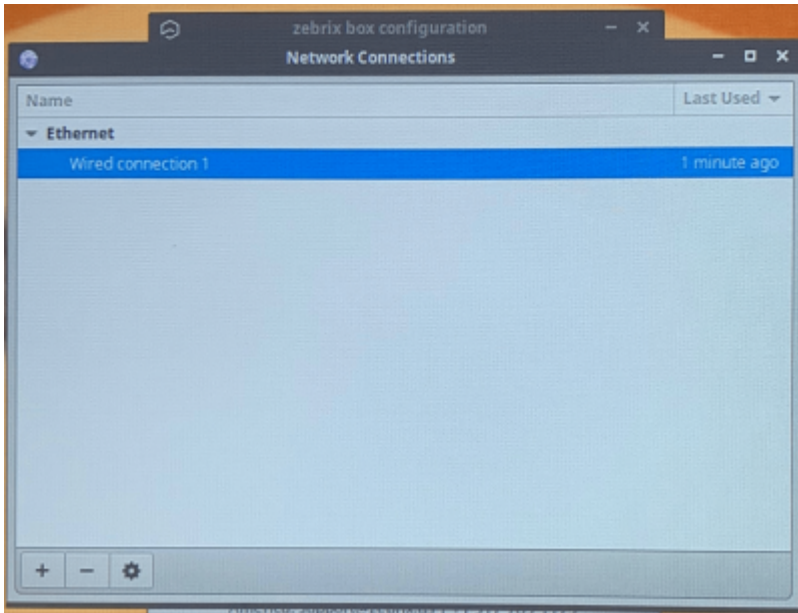 zebrix box configuration
Network Connections
Name Last Used
Ethernet
Wired connection 1 1 minute ago